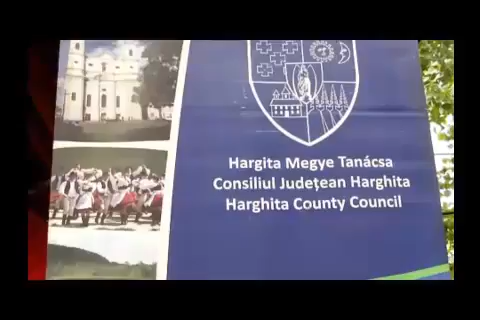 Hargita Megye Tanácsa
Consiliul Județean Harghita
Harghita County Council